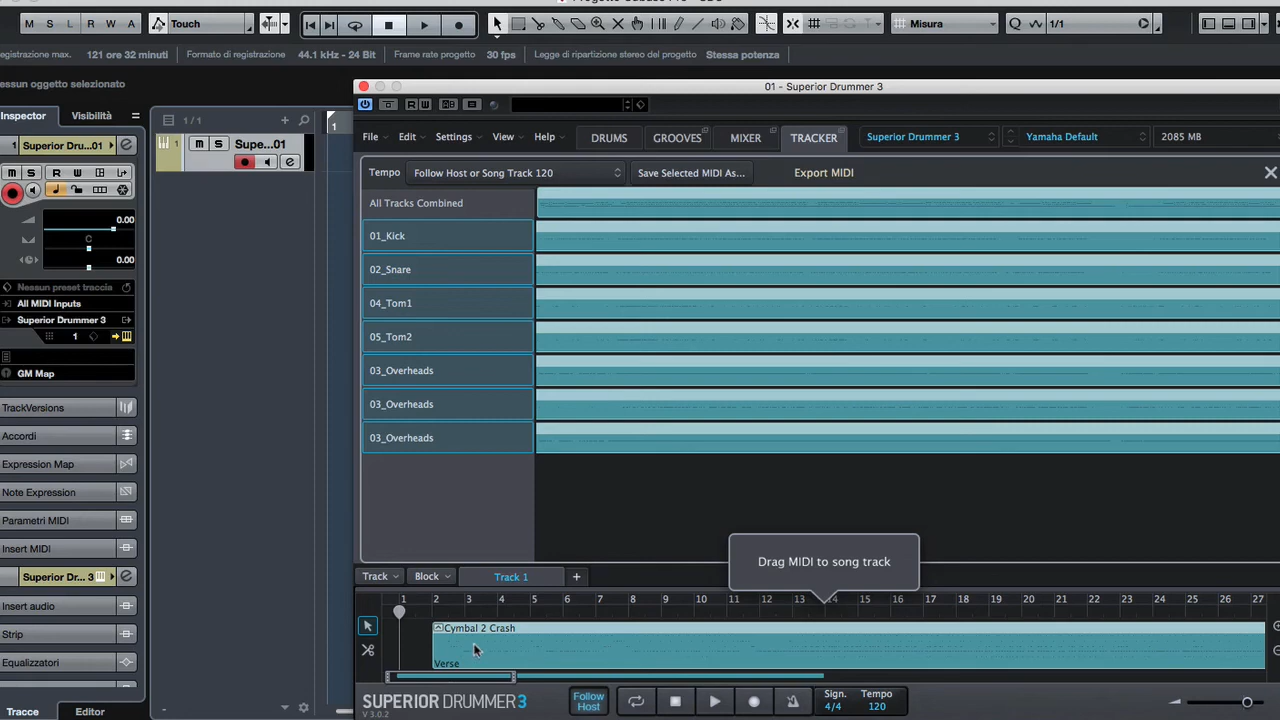 M S L R W A
Touch
Misura
1/1
registrazione max. 121 ore 32 minuti Formato di registrazione 44.1 kHz - 24 Bit Frame rate progetto 30 fps Legge di ripartizione stereo del progetto Stessa potenza
nessun oggetto selezionato
01 - Superior Drummer 3
Inspector Visibilità
1/1
1
1 Superior Dru...01
M S Supe...01
File Edit Settings View Help
DRUMS GROOVES MIXER TRACKER
Superior Drummer 3 Yamaha Default 2085 MB
Tempo Follow Host or Song Track 120 Save Selected MIDI As... Export MIDI
All Tracks Combined
01_Kick
02_Snare
04_Tom1
05_Tom2
03_Overheads
03_Overheads
03_Overheads
M S R W
0.00
C
0.00
Nessun preset traccia
All MIDI Inputs
Superior Drummer 3
1
GM Map
TrackVersions
Accordi
Expression Map
Note Expression
Parametri MIDI
Insert MIDI
Superior Dr... 3
Insert audio
Strip
Equalizzatori
Tracce Editor
Drag MIDI to song track
Track Block Track 1 +
1 2 3 4 5 6 7 8 9 10 11 12 13 14 15 16 17 18 19 20 21 22 23 24 25 26 27
Cymbal 2 Crash
Verse
SUPERIOR DRUMMER 3
V 3.0.2
Follow Host
Sign. 4/4
Tempo 120